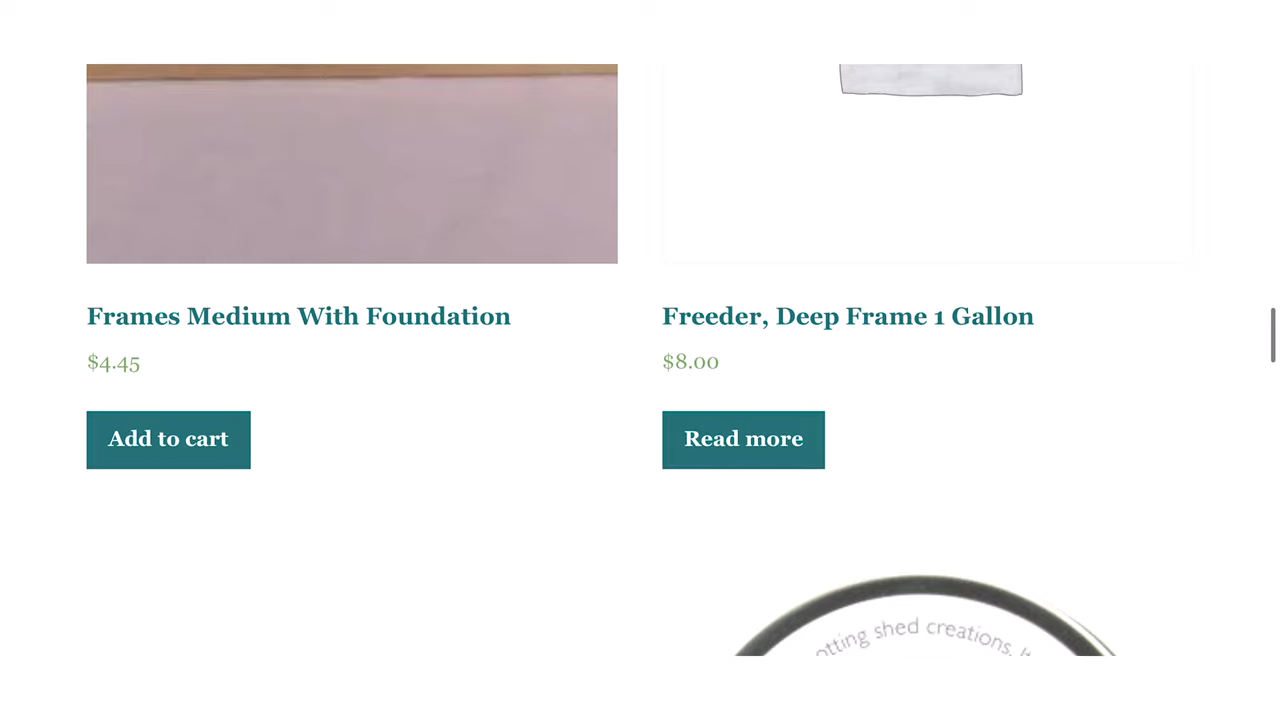 Frames Medium With Foundation
$4.45
Add to cart
Freeder, Deep Frame 1 Gallon
$8.00
Read more
shed creations.